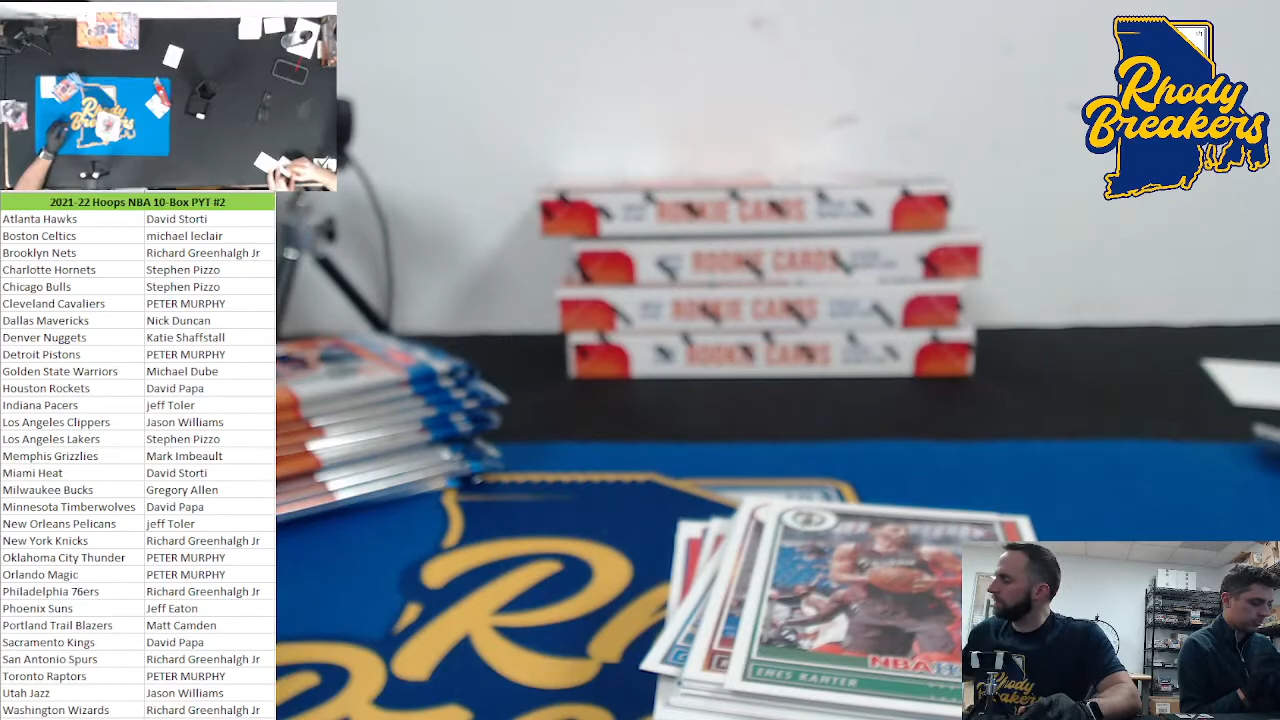 Rhody
Breakers
2021-22 Hoops NBA 10-Box PYT #2
Atlanta Hawks David Storti
Boston Celtics michael leclair
Brooklyn Nets Richard Greenhalgh Jr
Charlotte Hornets Stephen Pizzo
Chicago Bulls Stephen Pizzo
Cleveland Cavaliers PETER MURPHY
Dallas Mavericks Nick Duncan
Denver Nuggets Katie Shaffstall
Detroit Pistons PETER MURPHY
Golden State Warriors Michael Dube
Houston Rockets David Papa
Indiana Pacers jeff Toler
Los Angeles Clippers Jason Williams
Los Angeles Lakers Stephen Pizzo
Memphis Grizzlies Mark Imbeault
Miami Heat David Storti
Milwaukee Bucks Gregory Allen
Minnesota Timberwolves David Papa
New Orleans Pelicans jeff Toler
New York Knicks Richard Greenhalgh Jr
Oklahoma City Thunder PETER MURPHY
Orlando Magic PETER MURPHY
Philadelphia 76ers Richard Greenhalgh Jr
Phoenix Suns Jeff Eaton
Portland Trail Blazers Matt Camden
Sacramento Kings David Papa
San Antonio Spurs Richard Greenhalgh Jr
Toronto Raptors PETER MURPHY
Utah Jazz Jason Williams
Washington Wizards Richard Greenhalgh Jr
Rhody
Breakers
ROOKIE CARDS
ROOKIE CARDS
ROOKIE CARDS
ROOKIE CARDS
NBA
ENES KANTER
Rhody
Breakers